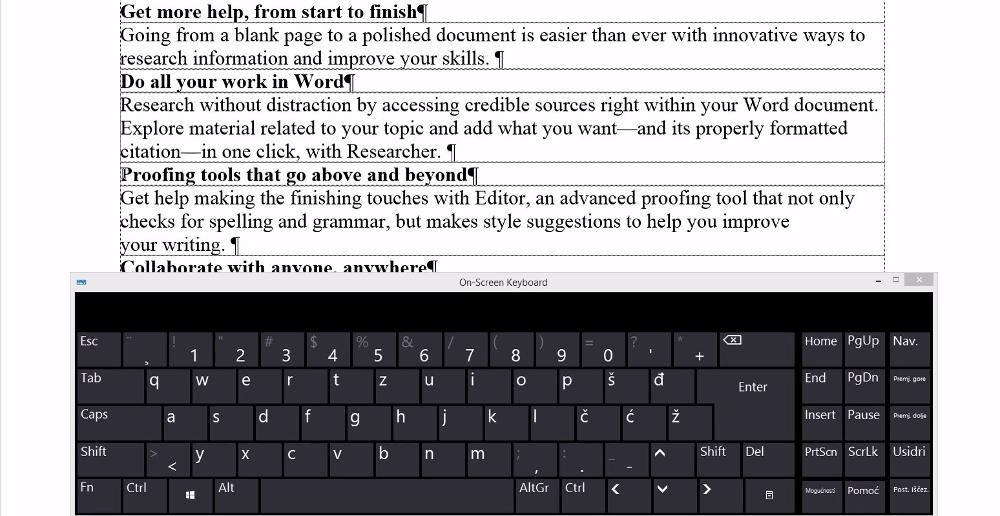 Get more help, from start to finish¶
Going from a blank page to a polished document is easier than ever with innovative ways to
research information and improve your skills. ¶
Do all your work in Word¶
Research without distraction by accessing credible sources right within your Word document.
Explore material related to your topic and add what you want—and its properly formatted
citation—in one click, with Researcher. ¶
Proofing tools that go above and beyond¶
Get help making the finishing touches with Editor, an advanced proofing tool that not only
checks for spelling and grammar, but makes style suggestions to help you improve
your writing. ¶
Collaborate with anyone, anywhere¶
On-Screen Keyboard
Esc ¨ ¸ ! 1 " 2 # 3 $ 4 % 5 & 6 / 7 ( 8 ) 9 = 0 ? ' * + Home PgUp Nav.
Tab q w e r t z u i o p š đ Enter End PgDn Premj. gore
Caps a s d f g h j k l č ć ž Insert Pause Premj. dolje
Shift > < y x c v b n m ; , : . _ - Shift Del PrtScn ScrLk Usidri
Fn Ctrl Alt AltGr Ctrl Mogućnosti Pomoć Post. iščez.